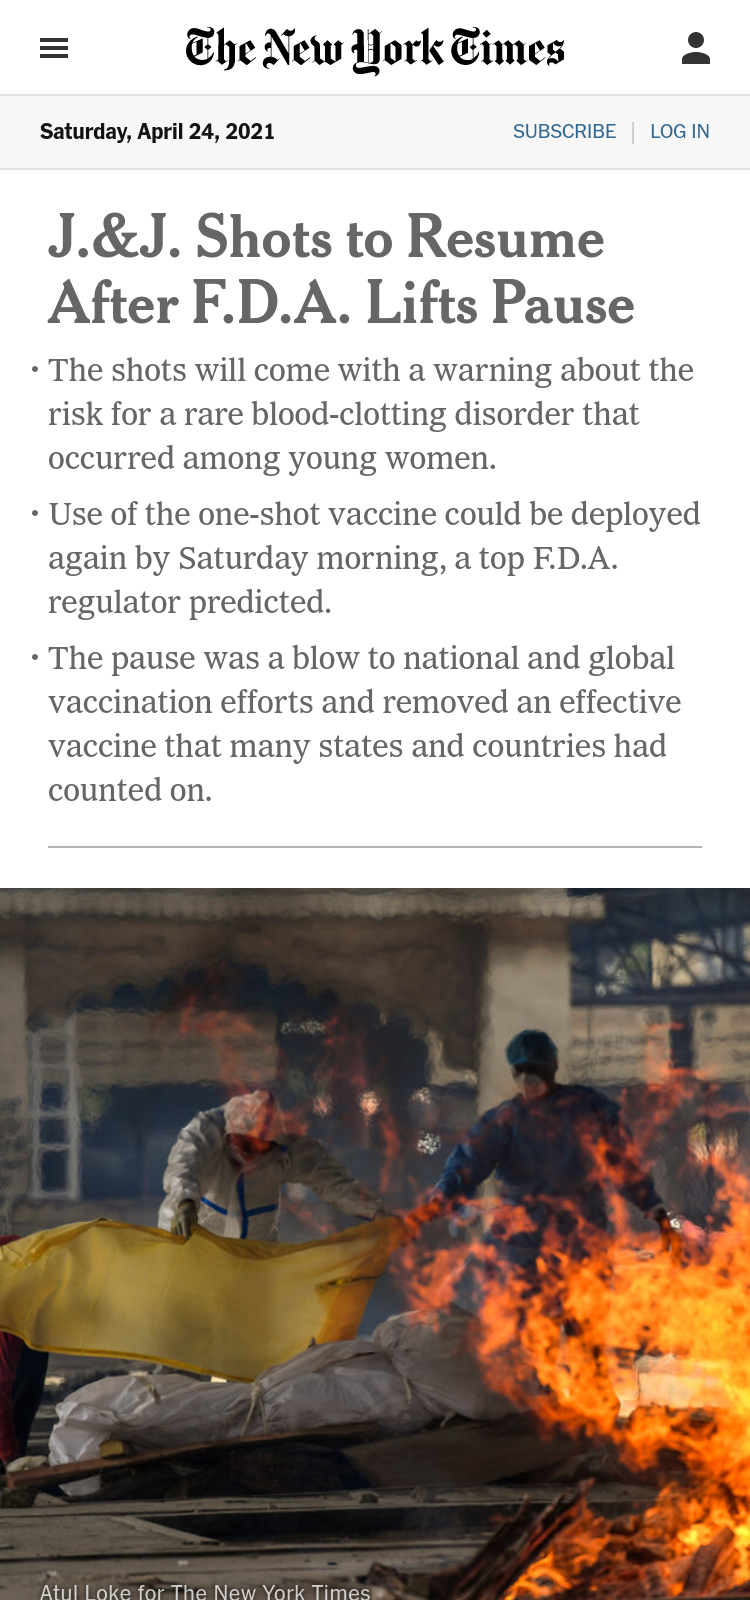 The New York Times
Saturday, April 24, 2021
SUBSCRIBE | LOG IN
J.&J. Shots to Resume
After F.D.A. Lifts Pause
• The shots will come with a warning about the
risk for a rare blood-clotting disorder that
occurred among young women.
• Use of the one-shot vaccine could be deployed
again by Saturday morning, a top F.D.A.
regulator predicted.
• The pause was a blow to national and global
vaccination efforts and removed an effective
vaccine that many states and countries had
counted on.
Atul Loke for The New York Times